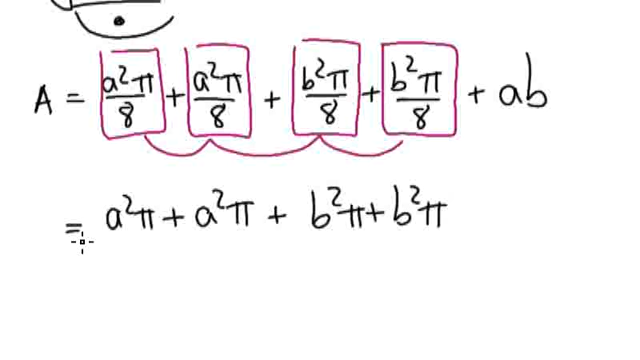 A = a²π/8 + a²π/8 + b²π/8 + b²π/8 + ab
= a²π + a²π + b²π + b²π